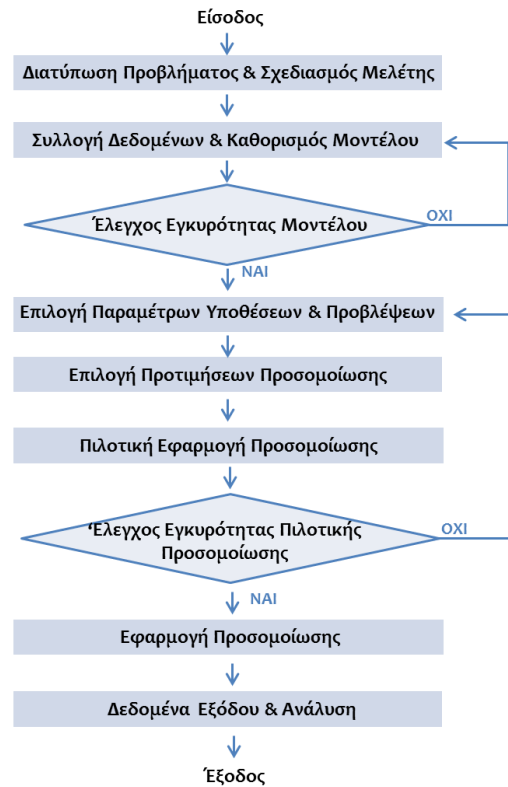 Είσοδος
Διατύπωση Προβλήματος & Σχεδιασμός Μελέτης
Συλλογή Δεδομένων & Καθορισμός Μοντέλου
Έλεγχος Εγκυρότητας Μοντέλου
ΟΧΙ
ΝΑΙ
Επιλογή Παραμέτρων Υποθέσεων & Προβλέψεων
Επιλογή Προτιμήσεων Προσομοίωσης
Πιλοτική Εφαρμογή Προσομοίωσης
‘Έλεγχος Εγκυρότητας Πιλοτικής
Προσομοίωσης
ΟΧΙ
ΝΑΙ
Εφαρμογή Προσομοίωσης
Δεδομένα Εξόδου & Ανάλυση
Έξοδος